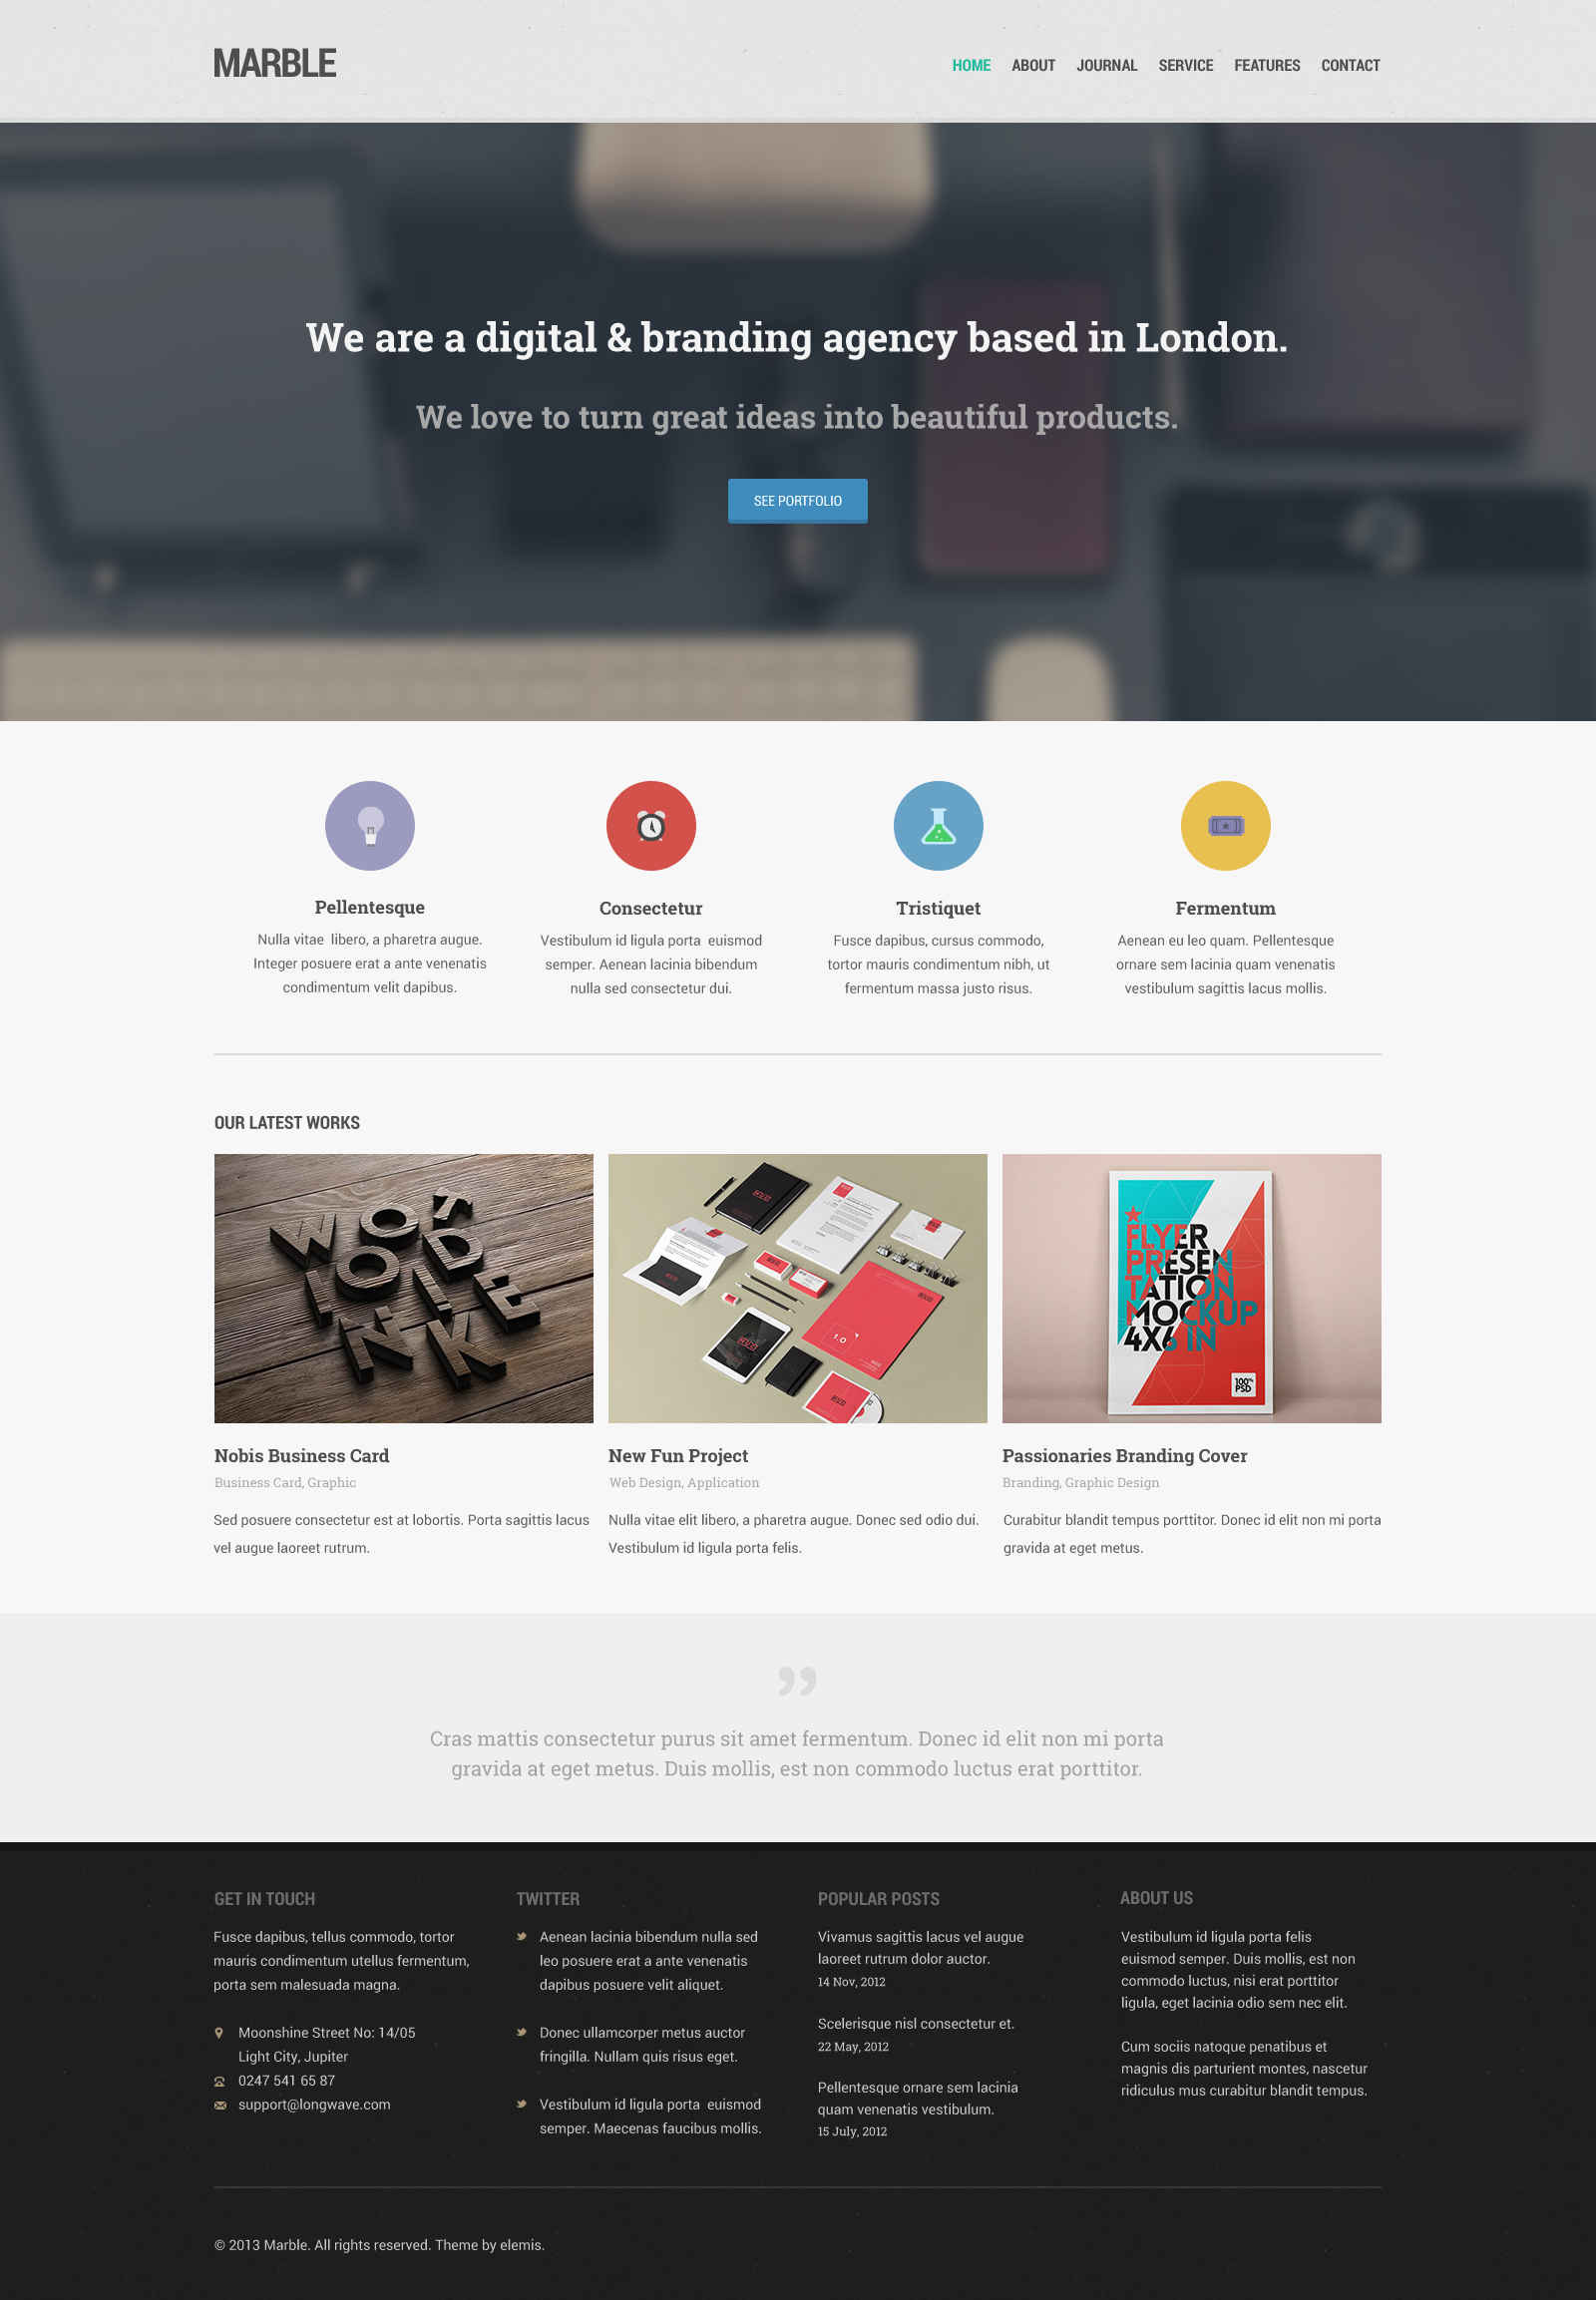 MARBLE
HOME ABOUT JOURNAL SERVICE FEATURES CONTACT
We are a digital & branding agency based in London.
We love to turn great ideas into beautiful products.
SEE PORTFOLIO
Pellentesque
Nulla vitae  libero, a pharetra augue.
Integer posuere erat a ante venenatis
condimentum velit dapibus.
Consectetur
Vestibulum id ligula porta  euismod
semper. Aenean lacinia bibendum
nulla sed consectetur dui.
Tristiquet
Fusce dapibus, cursus commodo,
tortor mauris condimentum nibh, ut
fermentum massa justo risus.
Fermentum
Aenean eu leo quam. Pellentesque
ornare sem lacinia quam venenatis
vestibulum sagittis lacus mollis.
OUR LATEST WORKS
1.0
FLYER
PRESEN
TATION
MOCKUP
4X6 IN
100%
PSD
Nobis Business Card
Business Card, Graphic
Sed posuere consectetur est at lobortis. Porta sagittis lacus
vel augue laoreet rutrum.
New Fun Project
Web Design, Application
Nulla vitae elit libero, a pharetra augue. Donec sed odio dui.
Vestibulum id ligula porta felis.
Passionaries Branding Cover
Branding, Graphic Design
Curabitur blandit tempus porttitor. Donec id elit non mi porta
gravida at eget metus.
”
Cras mattis consectetur purus sit amet fermentum. Donec id elit non mi porta
gravida at eget metus. Duis mollis, est non commodo luctus erat porttitor.
GET IN TOUCH
Fusce dapibus, tellus commodo, tortor
mauris condimentum utellus fermentum,
porta sem malesuada magna.
Moonshine Street No: 14/05
Light City, Jupiter
0247 541 65 87
support@longwave.com
TWITTER
Aenean lacinia bibendum nulla sed
leo posuere erat a ante venenatis
dapibus posuere velit aliquet.
Donec ullamcorper metus auctor
fringilla. Nullam quis risus eget.
Vestibulum id ligula porta  euismod
semper. Maecenas faucibus mollis.
POPULAR POSTS
Vivamus sagittis lacus vel augue
laoreet rutrum dolor auctor.
14 Nov, 2012
Scelerisque nisl consectetur et.
22 May, 2012
Pellentesque ornare sem lacinia
quam venenatis vestibulum.
15 July, 2012
ABOUT US
Vestibulum id ligula porta felis
euismod semper. Duis mollis, est non
commodo luctus, nisi erat porttitor
ligula, eget lacinia odio sem nec elit.
Cum sociis natoque penatibus et
magnis dis parturient montes, nascetur
ridiculus mus curabitur blandit tempus.
© 2013 Marble. All rights reserved. Theme by elemis.